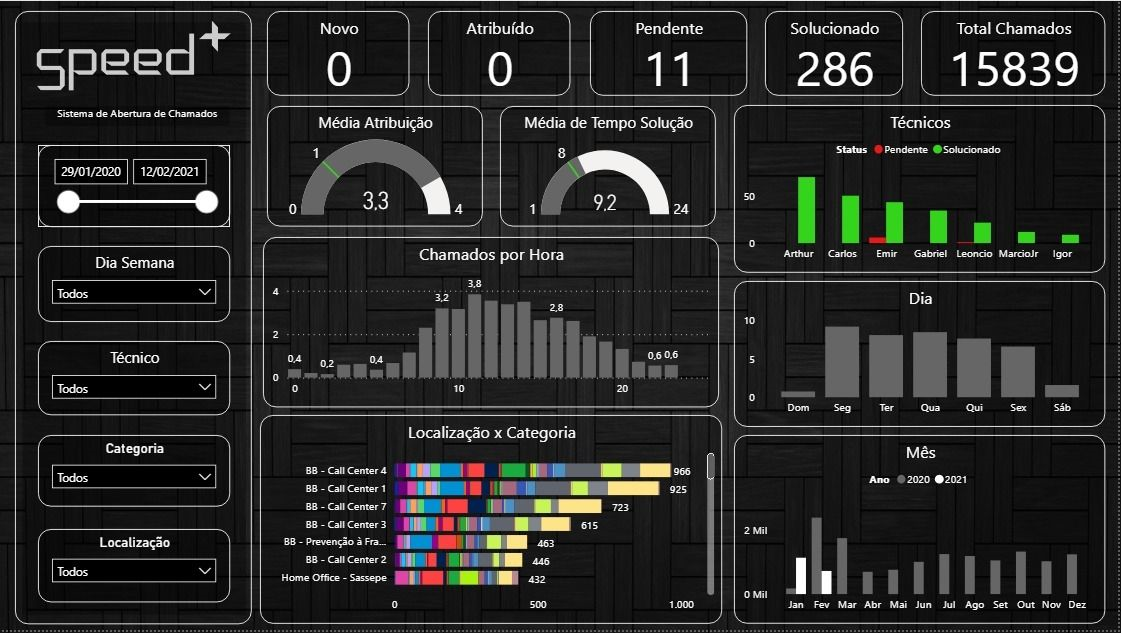 speed+
Sistema de Abertura de Chamados
29/01/2020 12/02/2021
Dia Semana
Todos
Técnico
Todos
Categoria
Todos
Localização
Todos
Novo
0
Atribuído
0
Pendente
11
Solucionado
286
Total Chamados
15839
Média Atribuição
1
0 3,3 4
Média de Tempo Solução
8
1 9,2 24
Chamados por Hora
4
2
0
0,4 0,2 0,4 3,2 3,8 2,8 0,6 0,6
0 10 20
Localização x Categoria
BB - Call Center 4 966
BB - Call Center 1 925
BB - Call Center 7 723
BB - Call Center 3 615
BB - Prevenção à Fra... 463
BB - Call Center 2 446
Home Office - Sassepe 432
0 500 1.000
Técnicos
Status Pendente Solucionado
50
0
Arthur Carlos Emir Gabriel Leoncio MarcioJr Igor
Dia
10
5
0
Dom Seg Ter Qua Qui Sex Sáb
Mês
Ano 2020 2021
2 Mil
0 Mil
Jan Fev Mar Abr Mai Jun Jul Ago Set Out Nov Dez